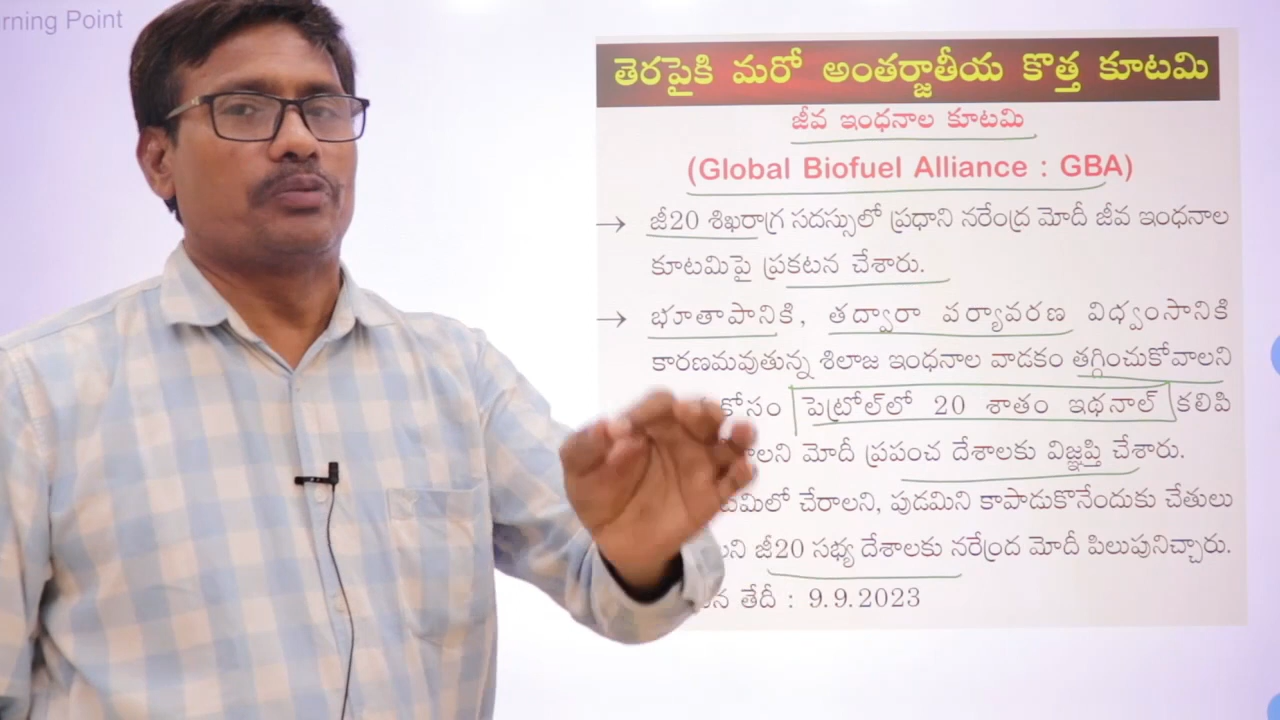 rning Point
తెరపైకి మరో అంతర్జాతీయ కొత్త కూటమి
జీవ ఇంధనాల కూటమి
(Global Biofuel Alliance : GBA)
→ జీ20 శిఖరాగ్ర సదస్సులో ప్రధాని నరేంద్ర మోదీ జీవ ఇంధనాల
కూటమిపై ప్రకటన చేశారు.
→ భూతాపానికి, తద్వారా పర్యావరణ విధ్వంసానికి
కారణమవుతున్న శిలాజ ఇంధనాల వాడకం తగ్గించుకోవాలని
కోసం పెట్రోల్‌లో 20 శాతం ఇథనాల్ కలిపి
మోదీ ప్రపంచ దేశాలకు విజ్ఞప్తి చేశారు.
చేరాలని, పుడమిని కాపాడుకొనేందుకు చేతులు
జీ20 సభ్య దేశాలకు నరేంద్ర మోదీ పిలుపునిచ్చారు.
తేదీ : 9.9.2023